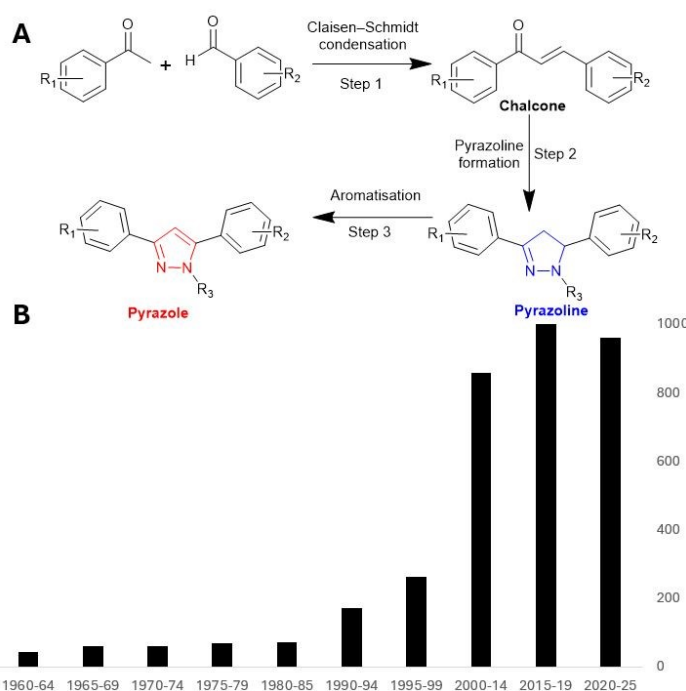 A
O
R1
+
O
H
R2
Claisen–Schmidt
condensation
Step 1
O
R1
R2
Chalcone
Pyrazoline
formation
Step 2
R1
N
N
R3
R2
Pyrazoline
Aromatisation
Step 3
R1
N
N
R3
R2
Pyrazole
B
1000
800
600
400
200
0
1960-64 1965-69 1970-74 1975-79 1980-85 1990-94 1995-99 2000-14 2015-19 2020-25